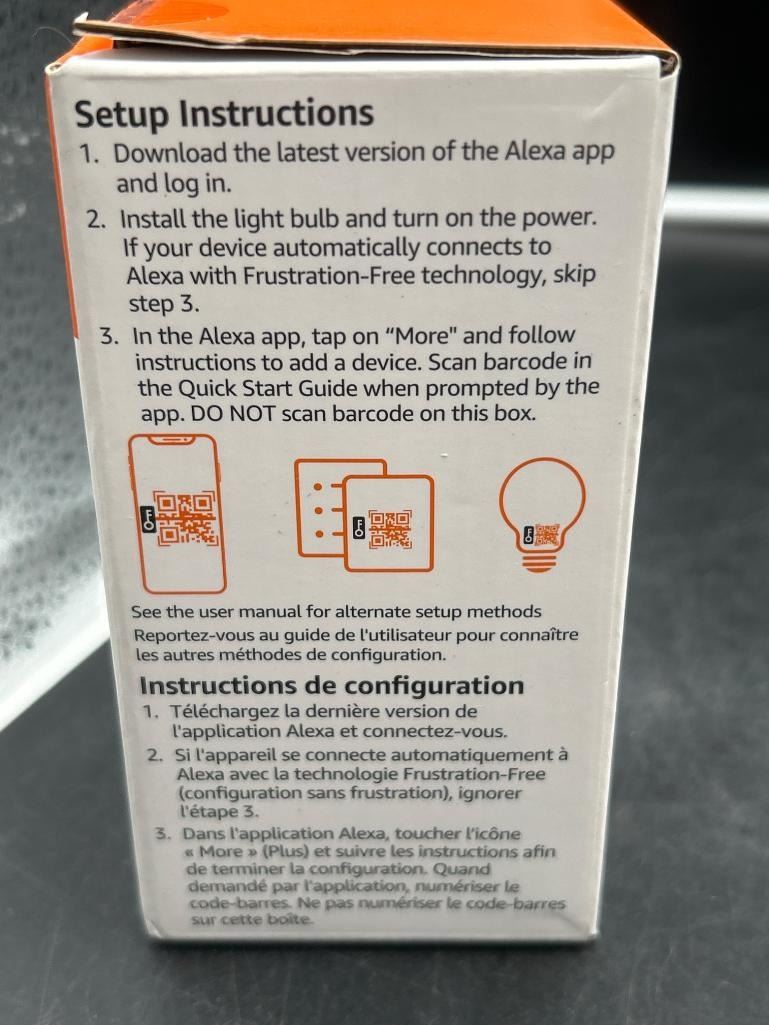 Setup Instructions
1. Download the latest version of the Alexa app
and log in.
2. Install the light bulb and turn on the power.
If your device automatically connects to
Alexa with Frustration-Free technology, skip
step 3.
3. In the Alexa app, tap on “More" and follow
instructions to add a device. Scan barcode in
the Quick Start Guide when prompted by the
app. DO NOT scan barcode on this box.
See the user manual for alternate setup methods
Reportez-vous au guide de l'utilisateur pour connaître
les autres méthodes de configuration.
Instructions de configuration
1. Téléchargez la dernière version de
l'application Alexa et connectez-vous.
2. Si l'appareil se connecte automatiquement à
Alexa avec la technologie Frustration-Free
(configuration sans frustration), ignorer
l'étape 3.
3. Dans l'application Alexa, toucher l'icône
« More » (Plus) et suivre les instructions afin
de terminer la configuration. Quand
demandé par l'application, numériser le
code-barres. Ne pas numériser le code-barres
sur cette boîte.